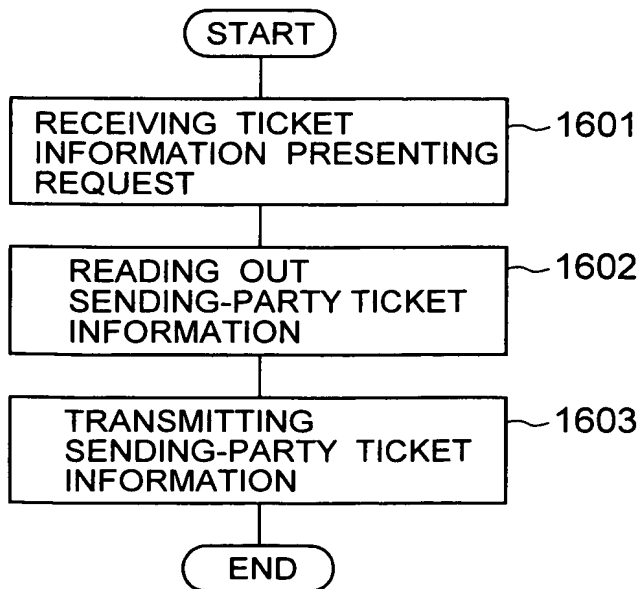 START
RECEIVING TICKET
INFORMATION PRESENTING
REQUEST
1601
READING OUT
SENDING-PARTY TICKET
INFORMATION
1602
TRANSMITTING
SENDING-PARTY TICKET
INFORMATION
1603
END